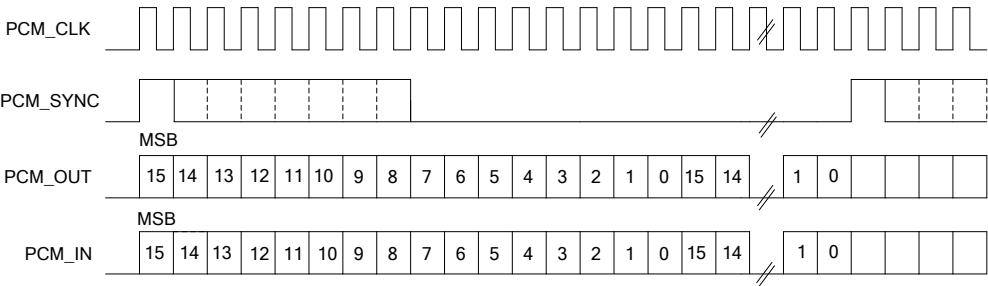 PCM_CLK
PCM_SYNC
MSB
PCM_OUT 15 14 13 12 11 10 9 8 7 6 5 4 3 2 1 0 15 14 1 0
MSB
PCM_IN 15 14 13 12 11 10 9 8 7 6 5 4 3 2 1 0 15 14 1 0